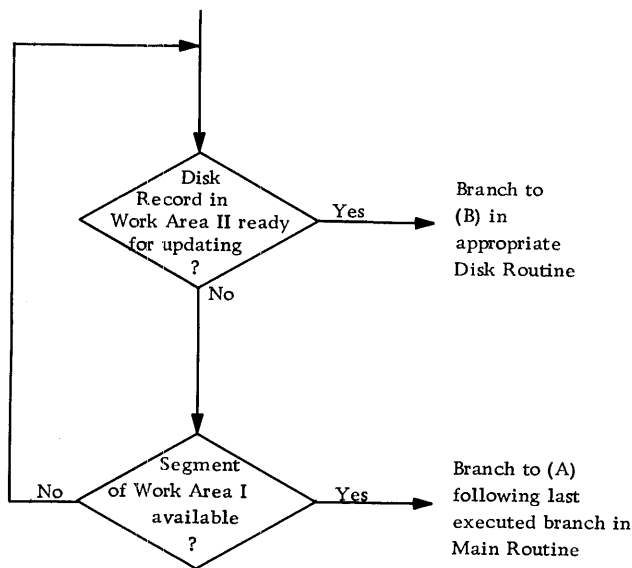 Disk
Record in
Work Area II ready
for updating
?
Yes
Branch to
(B) in
appropriate
Disk Routine
No
Segment
of Work Area I
available
?
No
Yes
Branch to (A)
following last
executed branch in
Main Routine